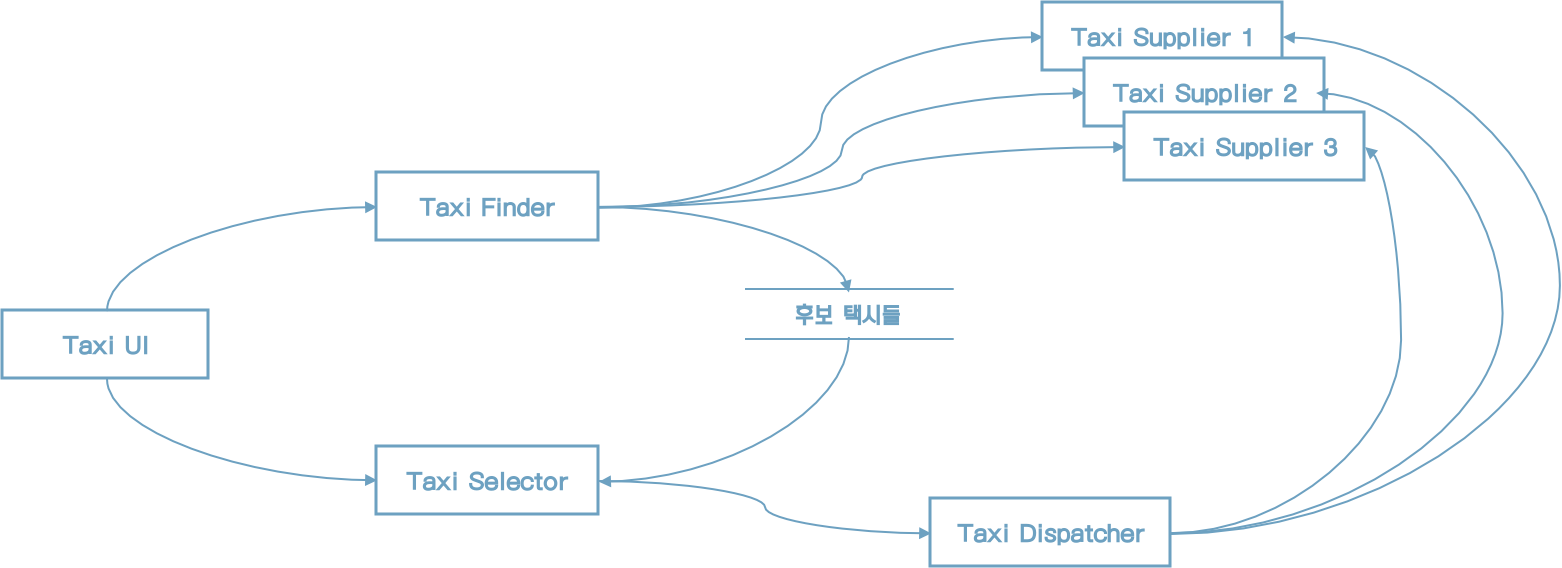 Taxi Supplier 1
Taxi Supplier 2
Taxi Supplier 3
Taxi Finder
후보 택시들
Taxi UI
Taxi Selector
Taxi Dispatcher